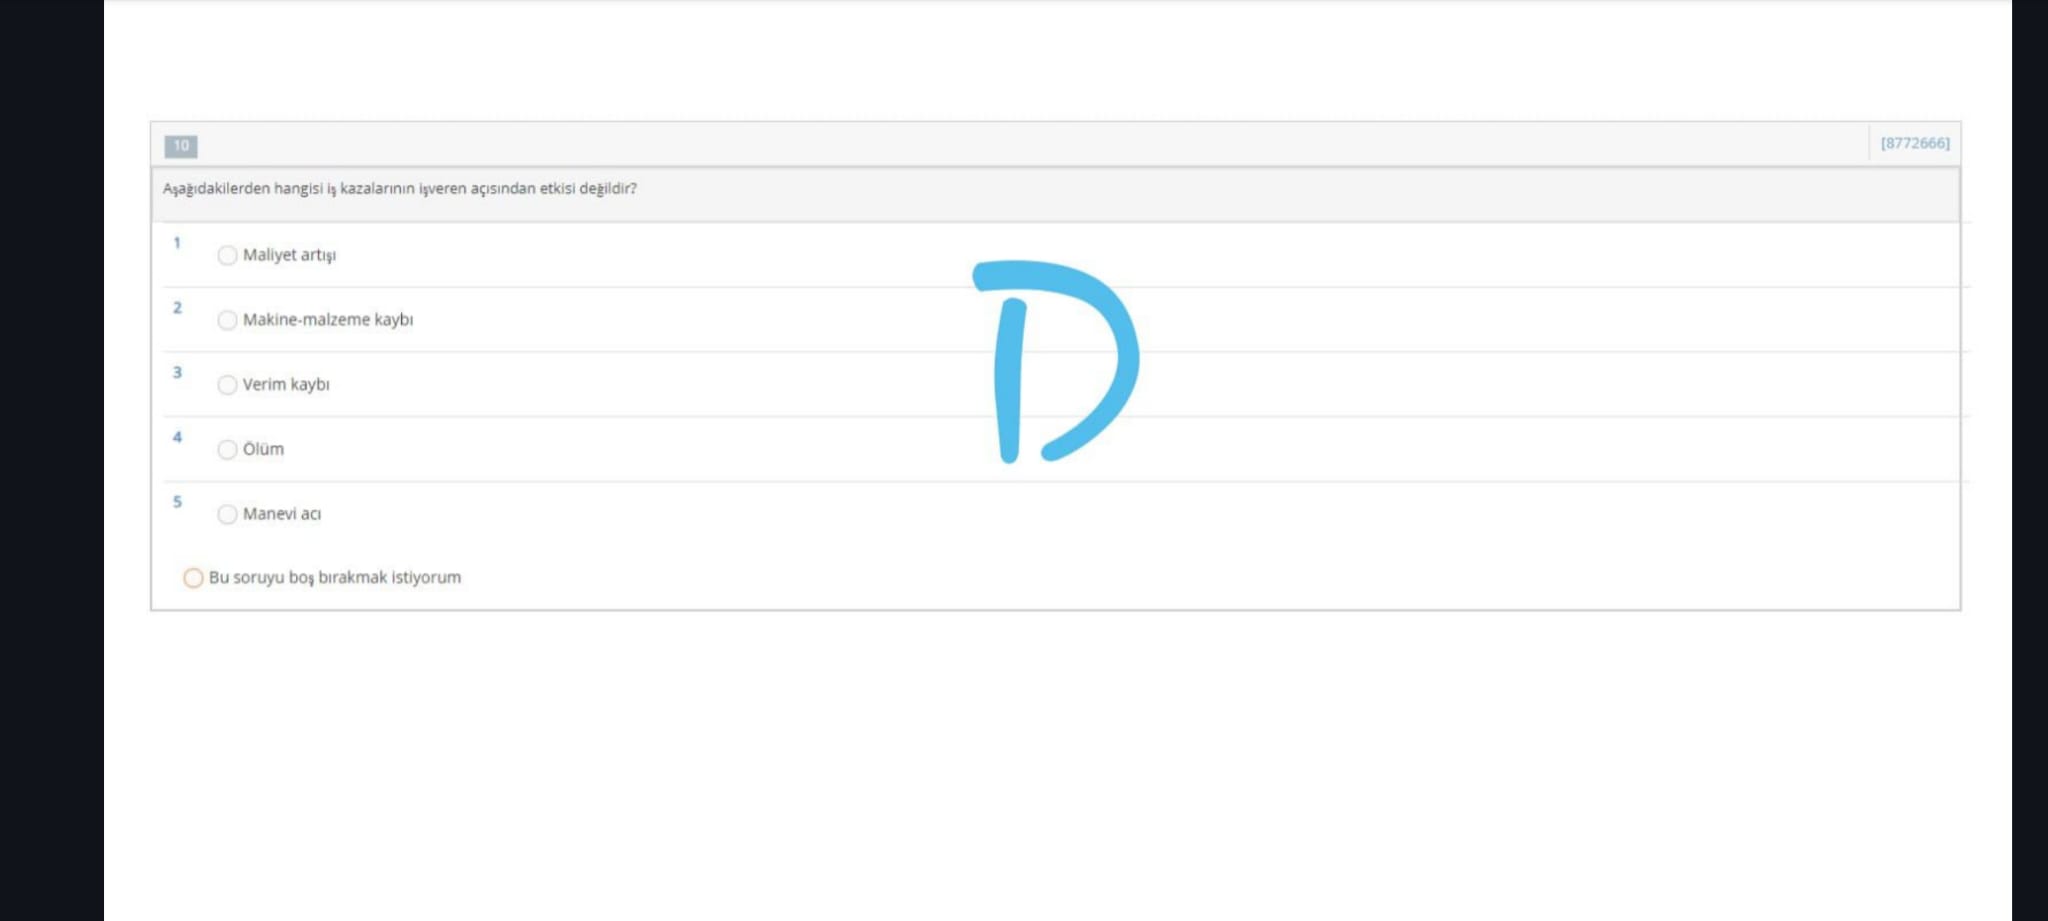 10
[8772666]
Aşağıdakilerden hangisi iş kazalarının işveren açısından etkisi değildir?
1
Maliyet artışı
2
Makine-malzeme kaybı
3
Verim kaybı
4
Ölüm
5
Manevi acı
Bu soruyu boş bırakmak istiyorum
D